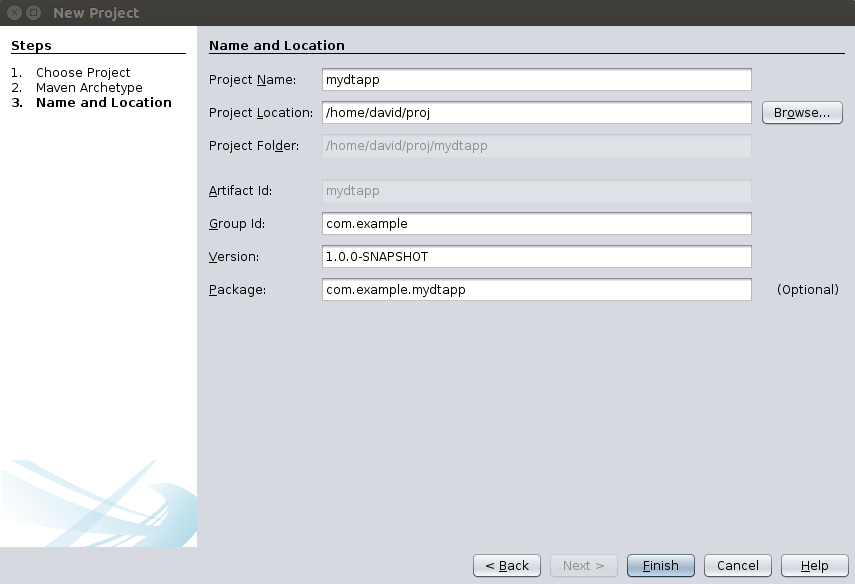 New Project
Steps
1. Choose Project
2. Maven Archetype
3. Name and Location
Name and Location
Project Name: mydtapp
Project Location: /home/david/proj Browse...
Project Folder: /home/david/proj/mydtapp
Artifact Id: mydtapp
Group Id: com.example
Version: 1.0.0-SNAPSHOT
Package: com.example.mydtapp (Optional)
< Back Next > Finish Cancel Help